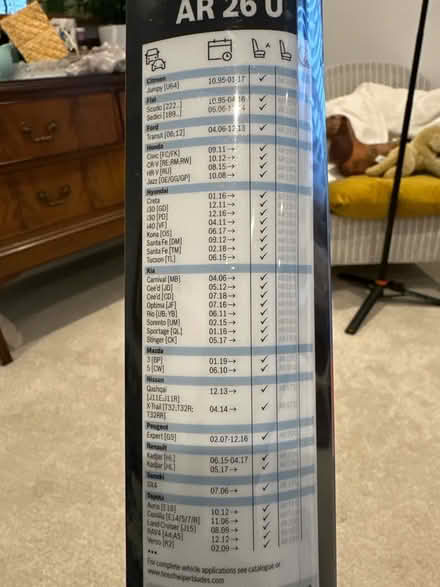 AR 26 U
Citroen
Jumpy [U64] 10.95-01.17 ✓
Fiat
Scudo [222..] 10.95-04.16 ✓
Sedici [189..] ✓
Ford
Transit [06;12] 04.06-12.13 ✓
Honda
Civic [FC/FK] 09.11→ ✓
CR-V [RE;RM;RW] 10.12→ ✓
HR-V [RU] 08.15→ ✓
Jazz [GE/GG/GP] 10.08→ ✓
Hyundai
Creta 01.16→ ✓
i30 [GD] 12.11→ ✓
i30 [PD] 12.16→ ✓
i40 [VF] 04.11→ ✓
Kona [OS] 06.17→ ✓
Santa Fe [DM] 09.12→ ✓
Santa Fe [TM] 02.18→ ✓
Tucson [TL] 06.15→ ✓
Kia
Carnival [MB] 04.06→ ✓
Cee'd [JD] 05.12→ ✓
Cee'd [CD] 07.18→ ✓
Optima [JF] 07.16→ ✓
Rio [UB; YB] 06.11→ ✓
Sorento [UM] 02.15→ ✓
Sportage [QL] 01.16→ ✓
Stinger [CK] 05.17→ ✓
Mazda
3 [BP] 01.19→ ✓
5 [CW] 06.10→ ✓
Nissan
Qashqai 12.13→ ✓
[J11E;J11R]
X-Trail [T32;T32R; 04.14→ ✓
T32RR]
Peugeot
Expert [G9] 02.07-12.16 ✓
Renault
Kadjar [HL] 06.15-04.17 ✓
Kadjar [HL] 05.17→ ✓
Suzuki
SX4 07.06→ ✓
Toyota
Auris [E18] 10.12→ ✓
Corolla [E14/5/7/R] 11.06→ ✓
Land Cruiser [J15] 08.09→ ✓
RAV4 [A4;A5] 12.12→ ✓
Verso [R2] 02.09→ ✓
•••
For complete vehicle applications see catalogue or
www.boschwiperblades.com